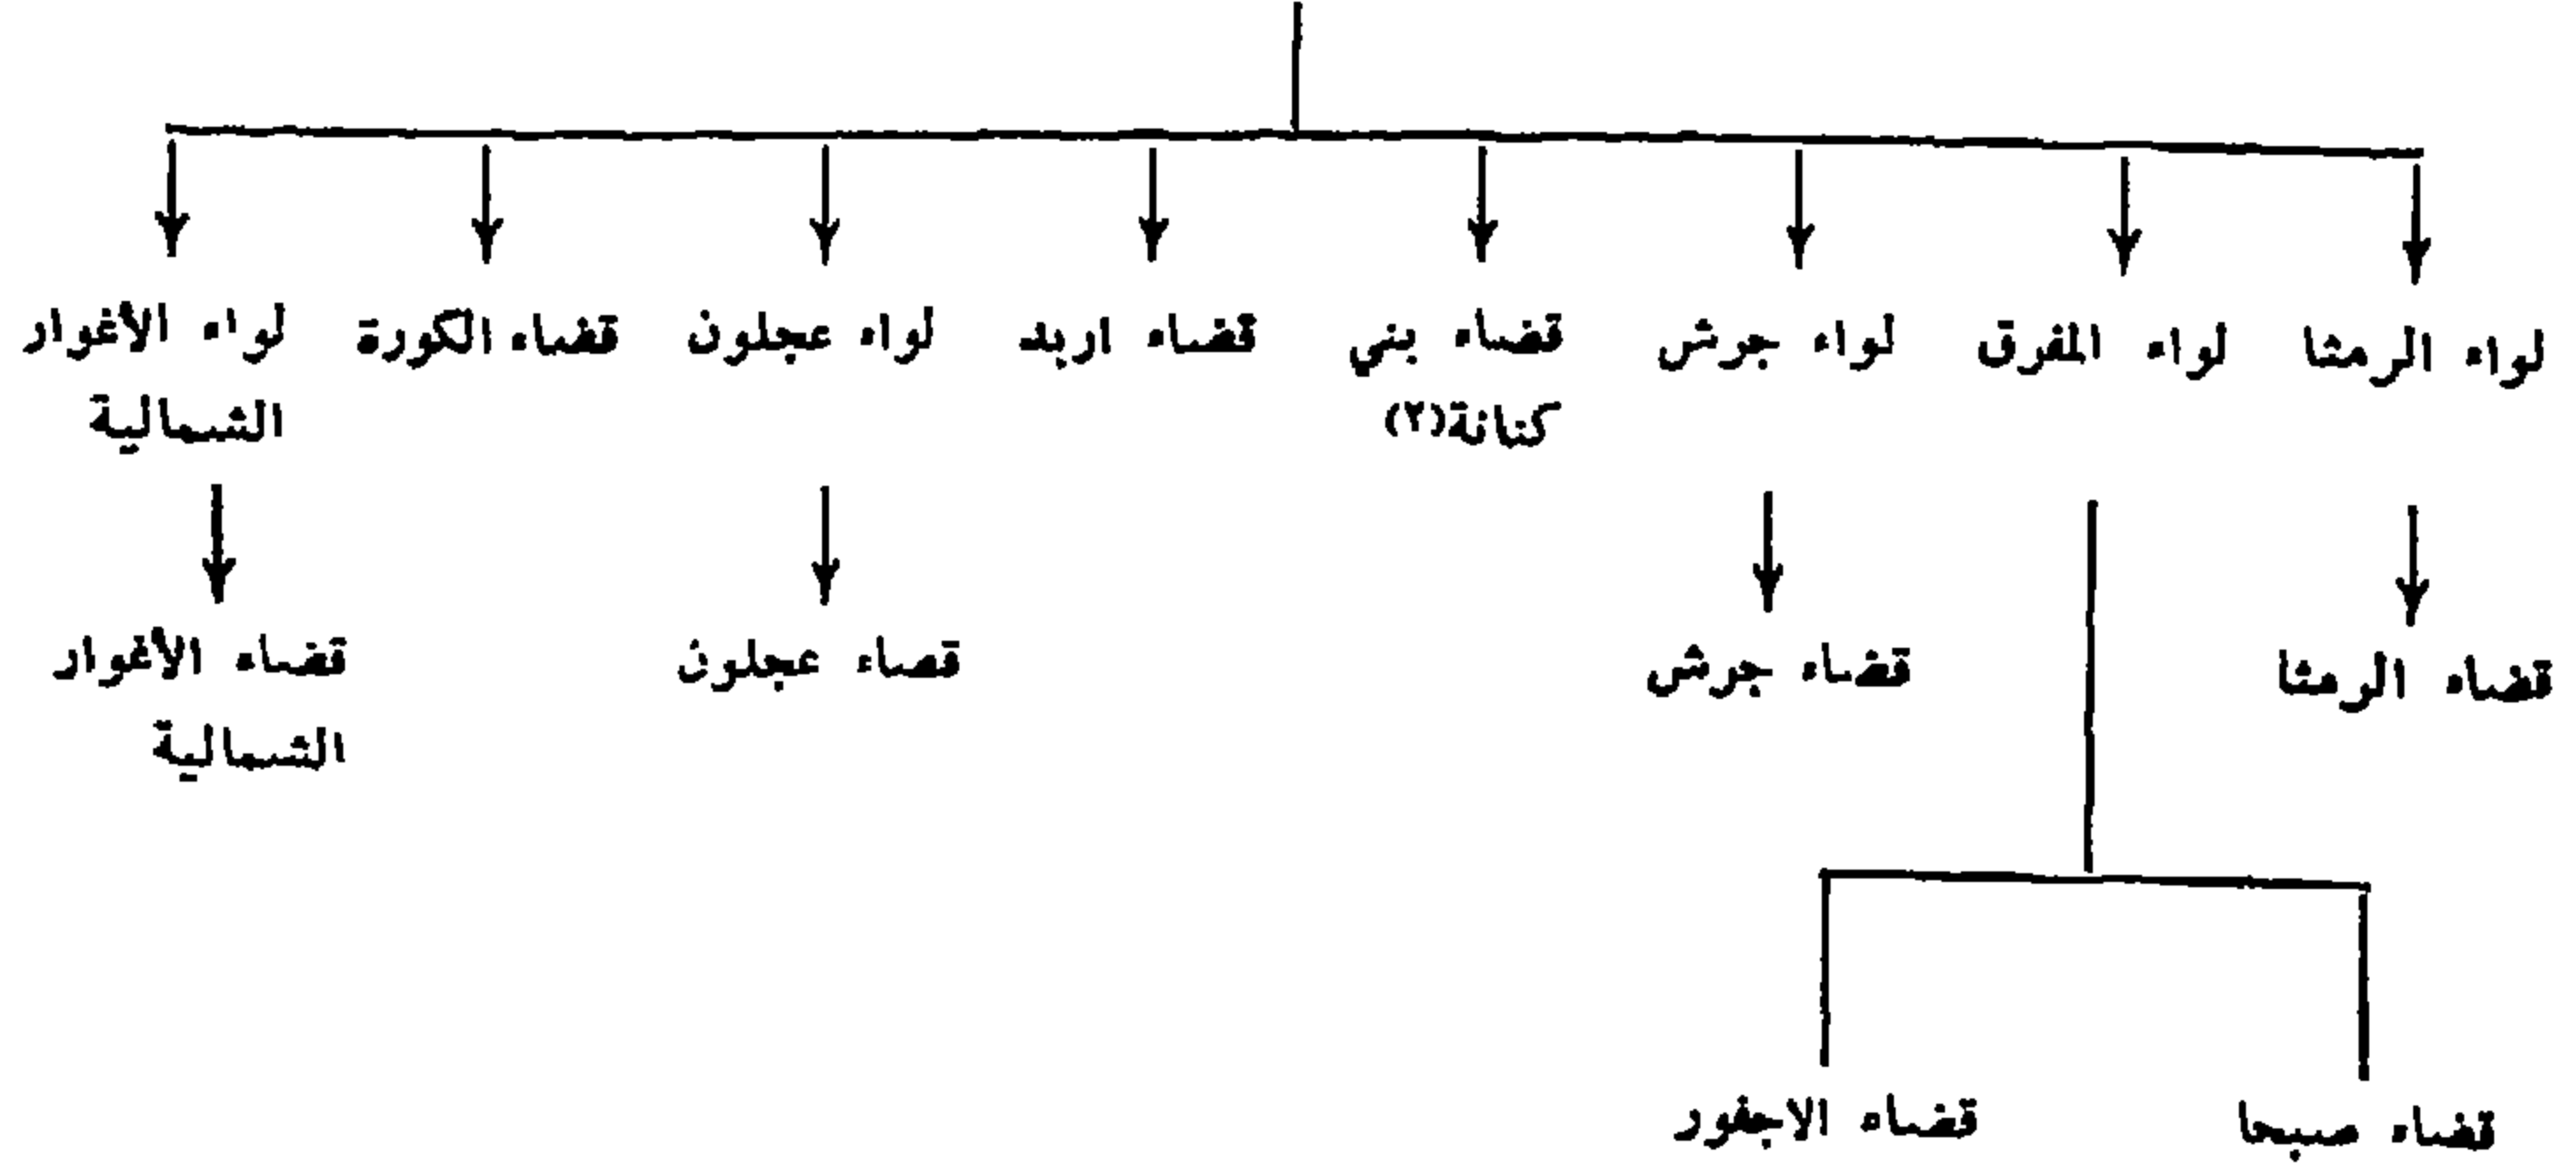 لواء الرمثا
لواء المفرق
لواء جرش
قضاء بني
كنانة(٢)
قضاء اربد
لواء عجلون
قضاء الكورة
لواء الأغوار
الشمالية
قضاء الرمثا
قضاء جرش
قصاء عجلون
قضاء الأغوار
الشمالية
قضاء صبحا
قضاء الاجفور